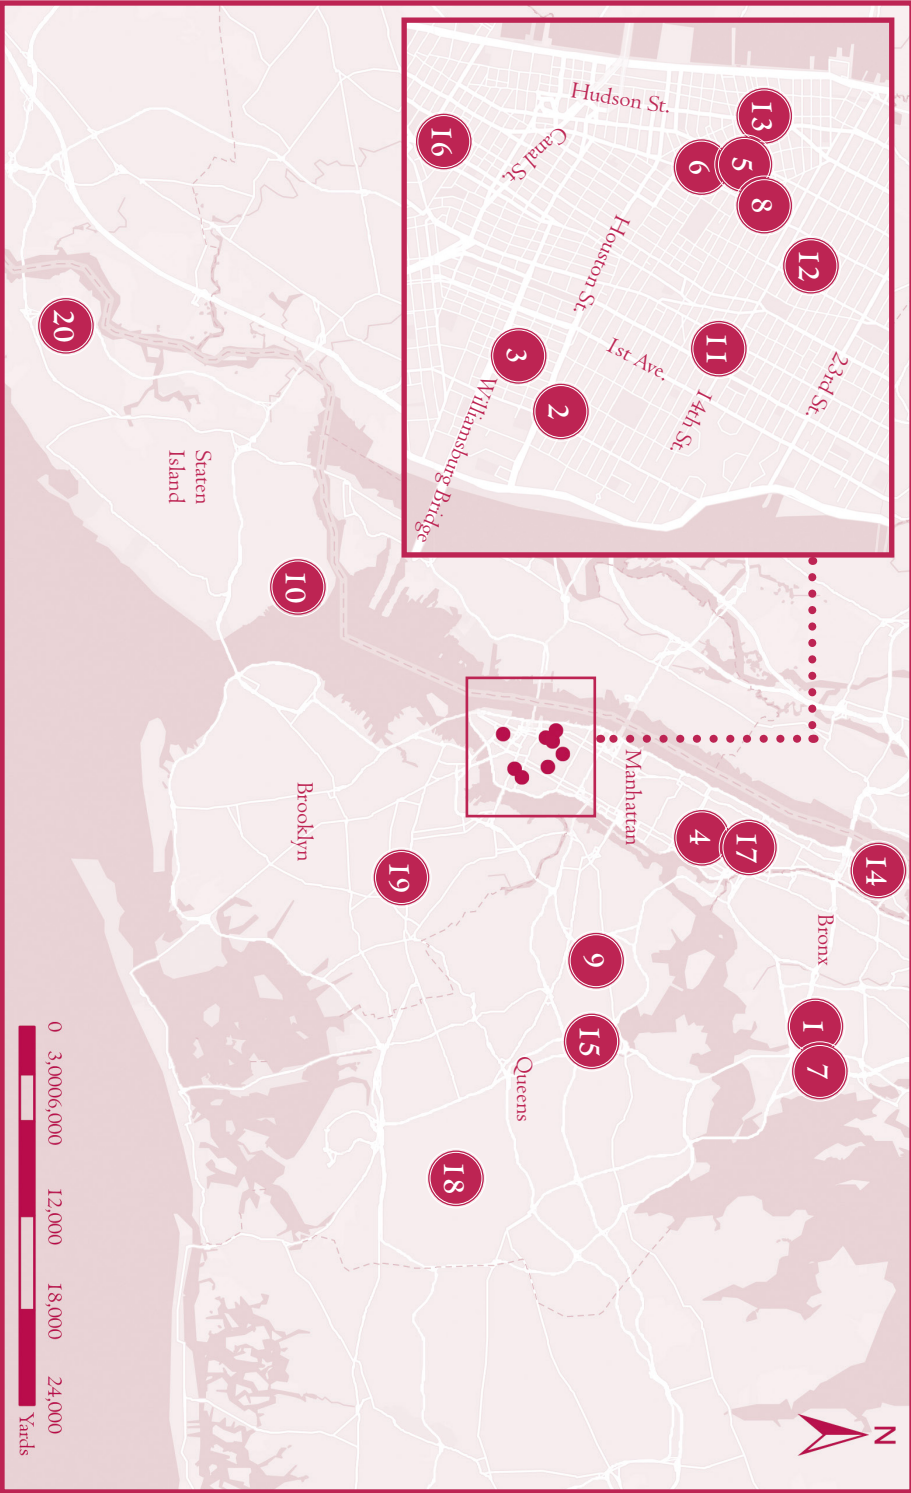 Hudson St.
Canal St.
Houston St.
1st Ave.
14th St.
23rd St.
Williamsburg Bridge
13
5
6
8
12
16
11
3
2
20
Staten
Island
10
Manhattan
Brooklyn
Bronx
Queens
4
17
14
19
9
15
1
7
18
N
0 3,000 6,000 12,000 18,000 24,000
Yards